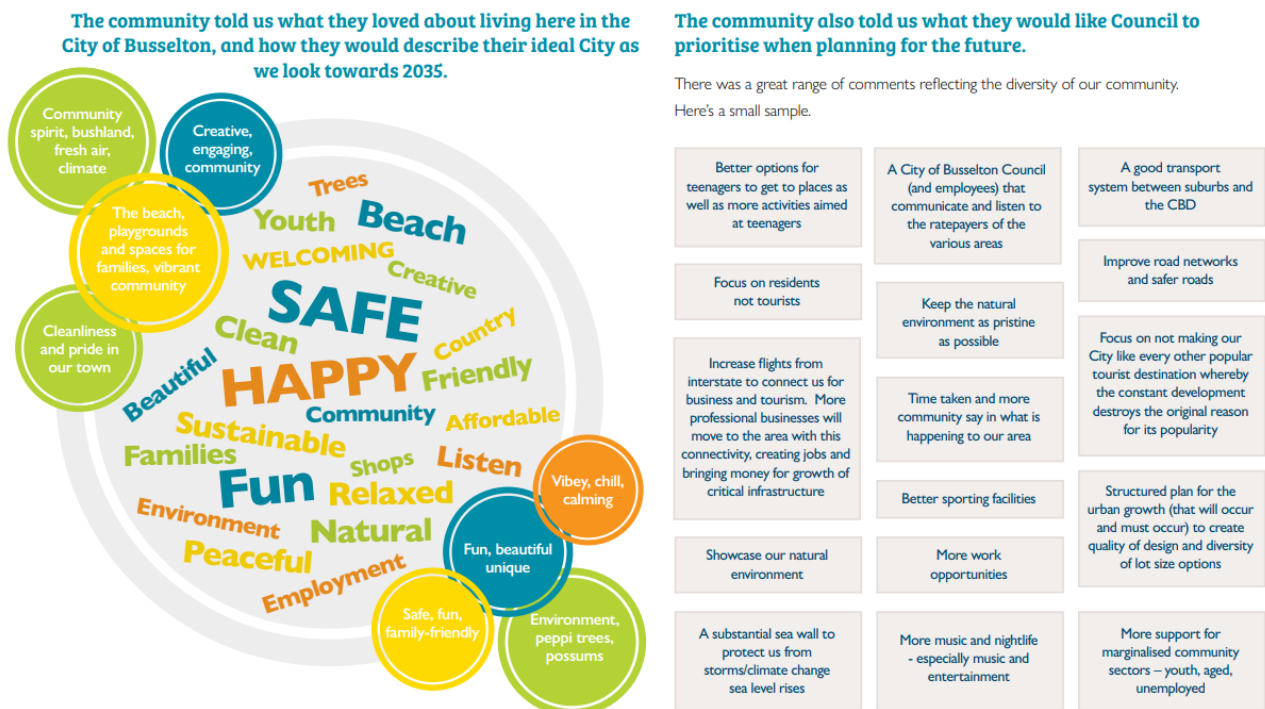 The community told us what they loved about living here in the
City of Busselton, and how they would describe their ideal City as
we look towards 2035.
Community
spirit, bushland,
fresh air,
climate
Creative,
engaging,
community
The beach,
playgrounds
and spaces for
families, vibrant
community
Cleanliness
and pride in
our town
Trees
Youth
Beach
WELCOMING
Creative
SAFE
Clean
Country
Beautiful
HAPPY
Friendly
Community
Affordable
Sustainable
Families
Shops
Listen
Fun
Relaxed
Environment
Natural
Peaceful
Employment
Vibey, chill,
calming
Fun, beautiful
unique
Safe, fun,
family-friendly
Environment,
peppi trees,
possums
The community also told us what they would like Council to
prioritise when planning for the future.
There was a great range of comments reflecting the diversity of our community.
Here's a small sample.
Better options for
teenagers to get to places as
well as more activities aimed
at teenagers
Focus on residents
not tourists
Increase flights from
interstate to connect us for
business and tourism. More
professional businesses will
move to the area with this
connectivity, creating jobs and
bringing money for growth of
critical infrastructure
Showcase our natural
environment
A substantial sea wall to
protect us from
storms/climate change
sea level rises
A City of Busselton Council
(and employees) that
communicate and listen to
the ratepayers of the
various areas
Keep the natural
environment as pristine
as possible
Time taken and more
community say in what is
happening to our area
Better sporting facilities
More work
opportunities
More music and nightlife
- especially music and
entertainment
A good transport
system between suburbs and
the CBD
Improve road networks
and safer roads
Focus on not making our
City like every other popular
tourist destination whereby
the constant development
destroys the original reason
for its popularity
Structured plan for the
urban growth (that will occur
and must occur) to create
quality of design and diversity
of lot size options
More support for
marginalised community
sectors – youth, aged,
unemployed